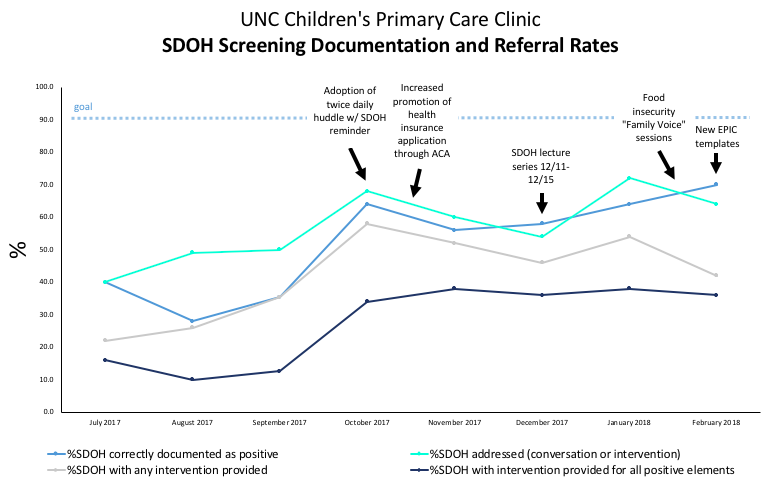 UNC Children's Primary Care Clinic
SDOH Screening Documentation and Referral Rates
100.0
90.0
80.0
70.0
60.0
50.0
40.0
30.0
20.0
10.0
0.0
%
goal
Adoption of
twice daily
huddle w/ SDOH
reminder
Increased
promotion of
health
insurance
application
through ACA
SDOH lecture
series 12/11-
12/15
Food
insecurity
"Family Voice"
sessions
New EPIC
templates
July 2017
August 2017
September 2017
October 2017
November 2017
December 2017
January 2018
February 2018
%SDOH correctly documented as positive
%SDOH addressed (conversation or intervention)
%SDOH with any intervention provided
%SDOH with intervention provided for all positive elements